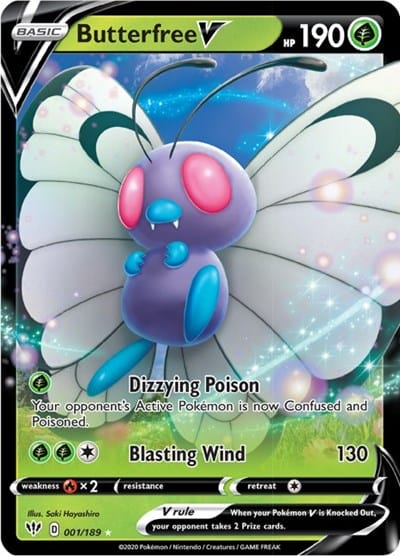 BASIC Butterfree V HP 190
Dizzying Poison
Your opponent's Active Pokémon is now Confused and
Poisoned.
Blasting Wind 130
weakness ×2 resistance retreat
Illus. Saki Hayashiro
D 001/189
V rule
When your Pokémon V is Knocked Out,
your opponent takes 2 Prize cards.
©2020 Pokémon / Nintendo / Creatures / GAME FREAK